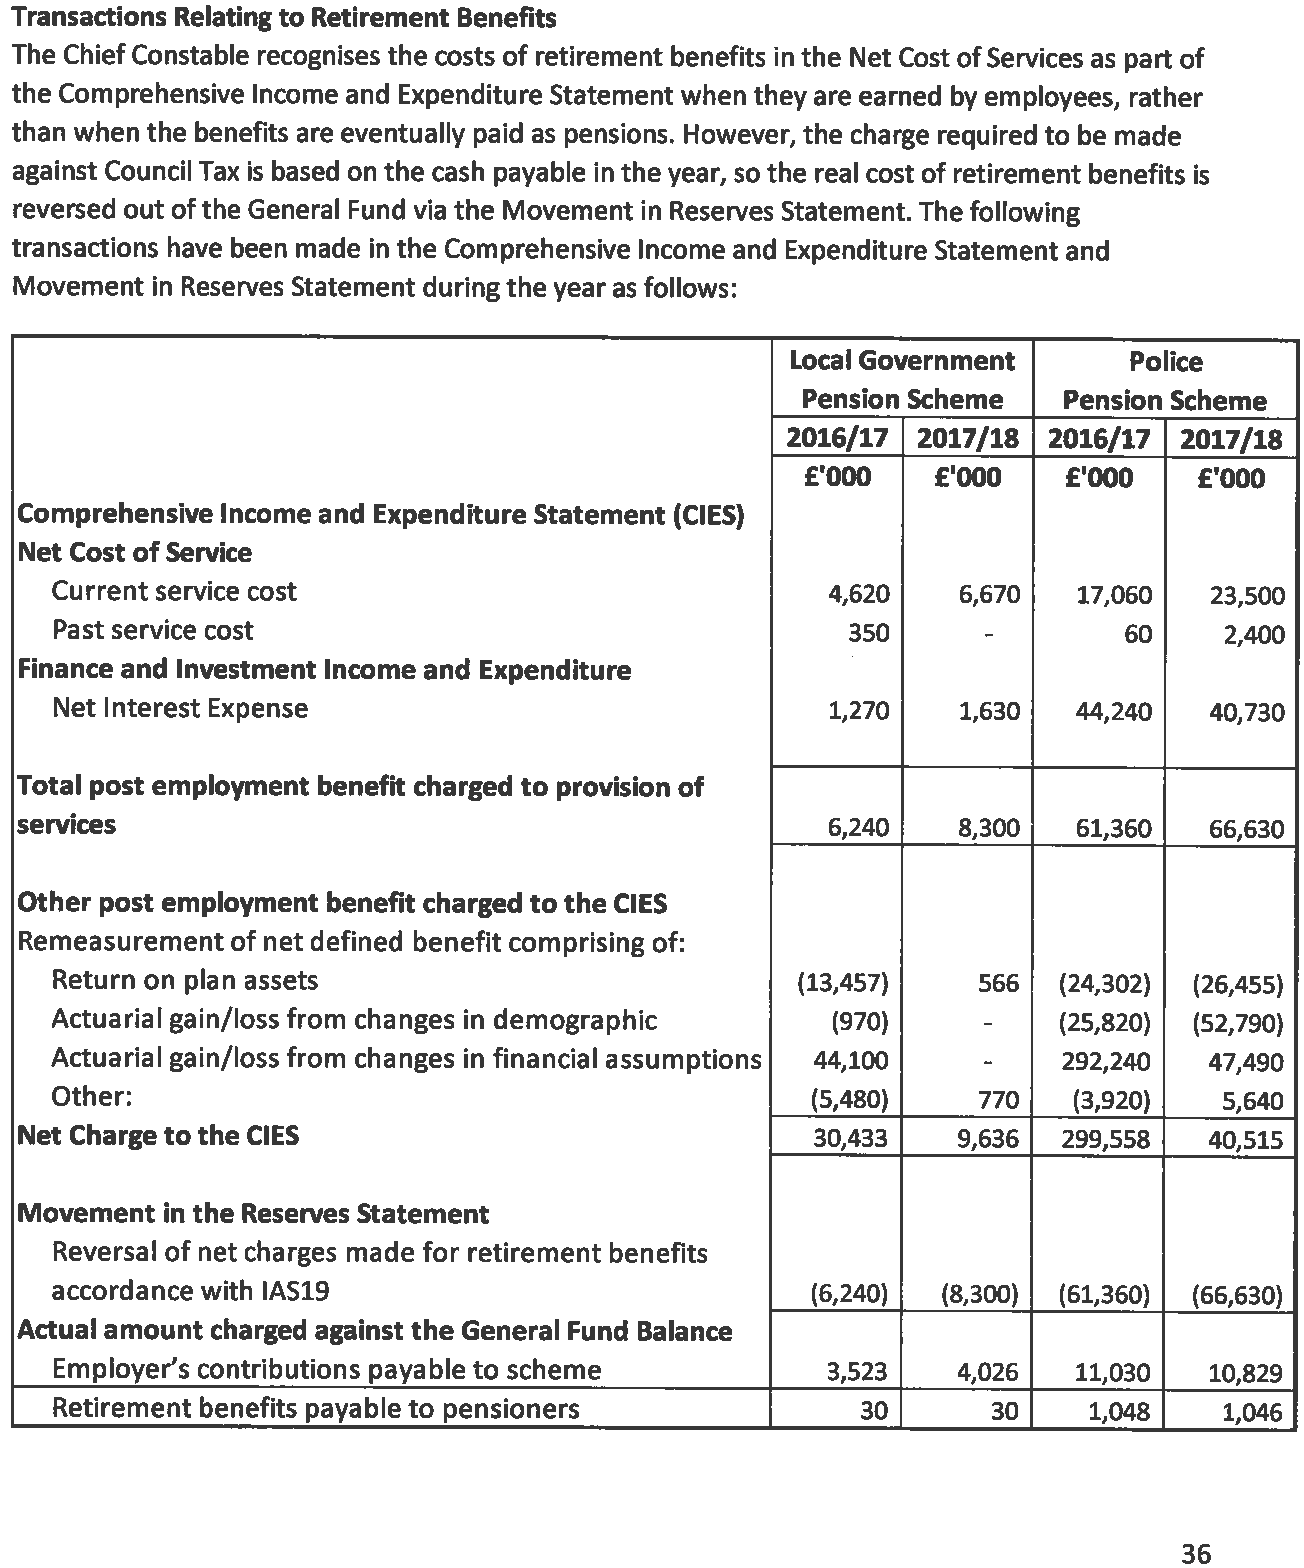 Transactions Relating to Retirement Benefits
The Chief Constable recognises the costs of retirement benefits in the Net Cost of Services as part of
the Comprehensive Income and Expenditure Statement when they are earned by employees, rather
than when the benefits are eventually paid as pensions. However, the charge required to be made
against Council Tax is based on the cash payable in the year, so the real cost of retirement benefits is
reversed out of the General Fund via the Movement in Reserves Statement. The following
transactions have been made in the Comprehensive Income and Expenditure Statement and
Movement in Reserves Statement during the year as follows:
Local Government Police
Pension Scheme Pension Scheme
2016/17 2017/18 2016/17 2017/18
£'000 £'000 £'000 £'000
Comprehensive Income and Expenditure Statement (CIES)
Net Cost of Service
Current service cost 4,620 6,670 17,060 23,500
Past service cost 350 - 60 2,400
Finance and Investment Income and Expenditure
Net Interest Expense 1,270 1,630 44,240 40,730
Total post employment benefit charged to provision of
services 6,240 8,300 61,360 66,630
Other post employment benefit charged to the CIES
Remeasurement of net defined benefit comprising of:
Return on plan assets (13,457) 566 (24,302) (26,455)
Actuarial gain/loss from changes in demographic (970) - (25,820) (52,790)
Actuarial gain/loss from changes in financial assumptions 44,100 - 292,240 47,490
Other: (5,480) 770 (3,920) 5,640
Net Charge to the CIES 30,433 9,636 299,558 40,515
Movement in the Reserves Statement
Reversal of net charges made for retirement benefits
accordance with IAS19 (6,240) (8,300) (61,360) (66,630)
Actual amount charged against the General Fund Balance
Employer's contributions payable to scheme 3,523 4,026 11,030 10,829
Retirement benefits payable to pensioners 30 30 1,048 1,046
36